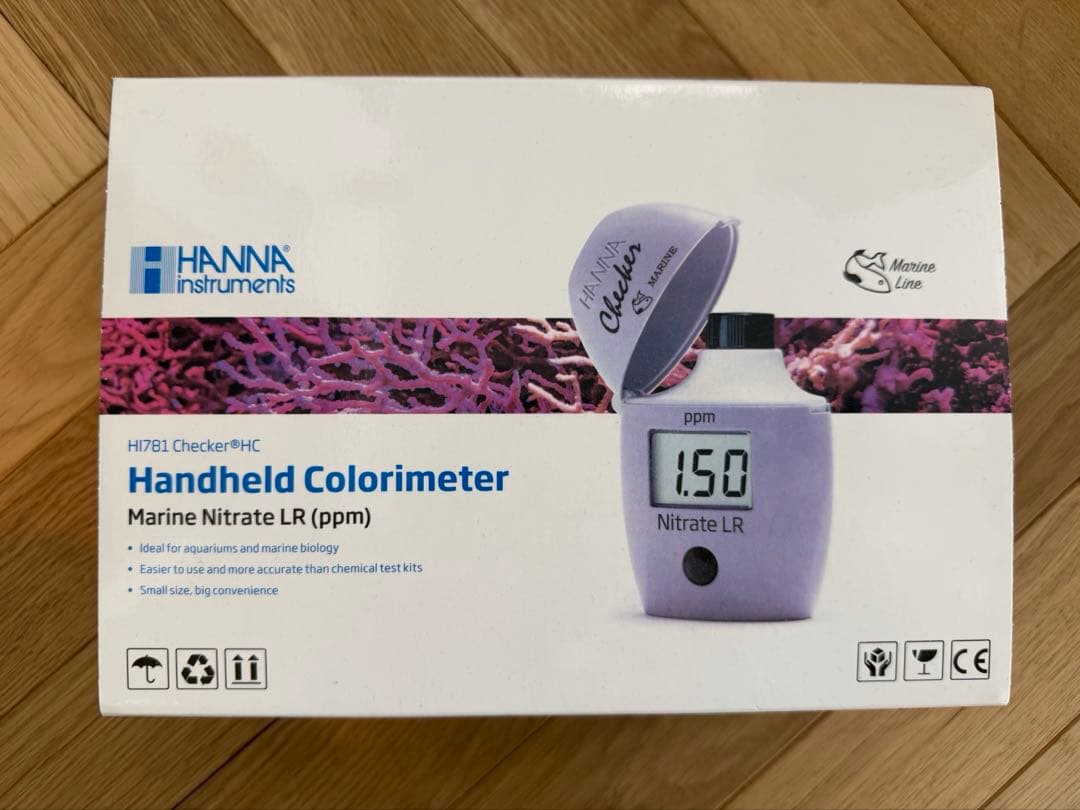 HANNA®
instruments
HANNA
Checker
MARINE
Marine
Line
HI781 Checker®HC
Handheld Colorimeter
Marine Nitrate LR (ppm)
• Ideal for aquariums and marine biology
• Easier to use and more accurate than chemical test kits
• Small size, big convenience
ppm
1.50
Nitrate LR
CE